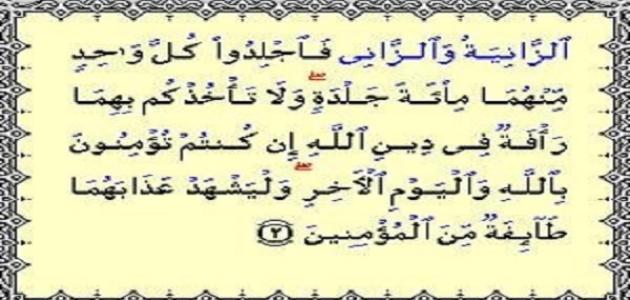 ٱلزَّانِيَةُ وَٱلزَّانِى فَٱجْلِدُوا۟ كُلَّ وَٰحِدٍ
مِّنْهُمَا مِا۟ئَةَ جَلْدَةٍ ۖ وَلَا تَأْخُذْكُم بِهِمَا
رَأْفَةٌ فِى دِينِ ٱللَّهِ إِن كُنتُمْ تُؤْمِنُونَ
بِٱللَّهِ وَٱلْيَوْمِ ٱلْـَٔاخِرِ ۖ وَلْيَشْهَدْ عَذَابَهُمَا
طَآئِفَةٌ مِّنَ ٱلْمُؤْمِنِينَ ﴿٢﴾